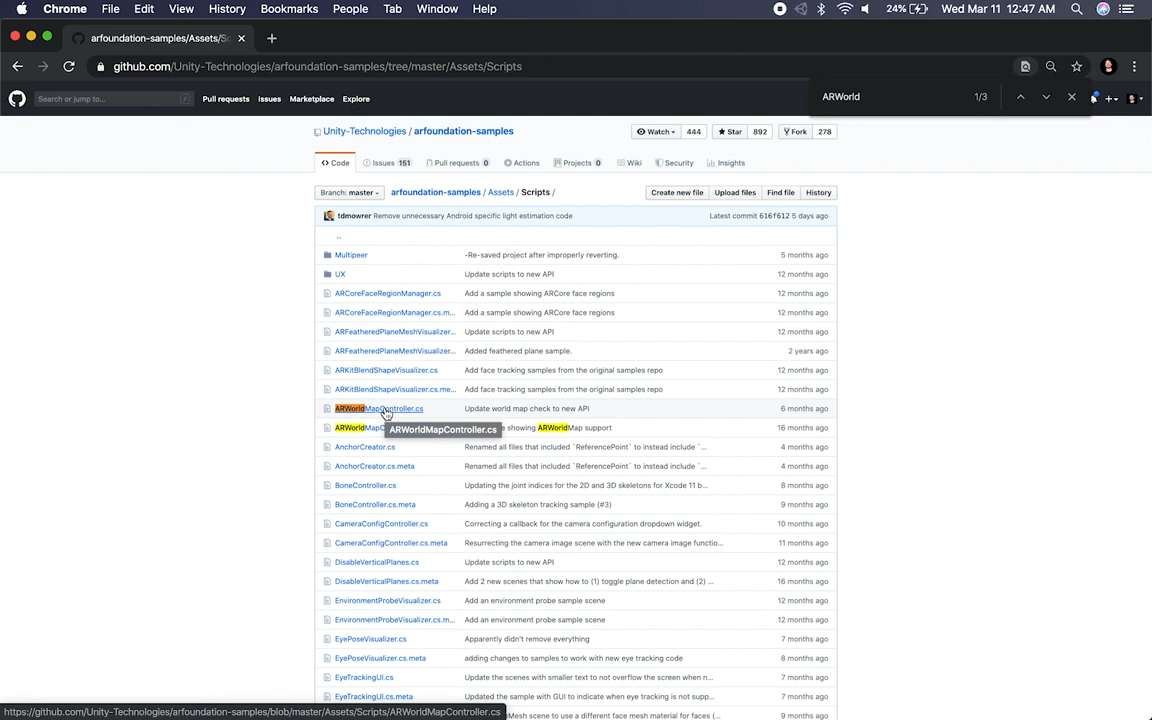 Chrome File Edit View History Bookmarks People Tab Window Help 24% Wed Mar 11 12:47 AM
arfoundation-samples/Assets/Sc
github.com/Unity-Technologies/arfoundation-samples/tree/master/Assets/Scripts
Search or jump to... / Pull requests Issues Marketplace Explore ARWorld 1/3
Unity-Technologies / arfoundation-samples Watch 444 Star 892 Fork 278
Code Issues 151 Pull requests 0 Actions Projects 0 Wiki Security Insights
Branch: master arfoundation-samples / Assets / Scripts / Create new file Upload files Find file History
tdmowrer Remove unnecessary Android specific light estimation code Latest commit 616f612 5 days ago
..
Multipeer -Re-saved project after improperly reverting. 5 months ago
UX Update scripts to new API 12 months ago
ARCoreFaceRegionManager.cs Add a sample showing ARCore face regions 12 months ago
ARCoreFaceRegionManager.cs.m... Add a sample showing ARCore face regions 12 months ago
ARFeatheredPlaneMeshVisualizer... Update scripts to new API 12 months ago
ARFeatheredPlaneMeshVisualizer... Added feathered plane sample. 2 years ago
ARKitBlendShapeVisualizer.cs Add face tracking samples from the original samples repo 12 months ago
ARKitBlendShapeVisualizer.cs.me... Add face tracking samples from the original samples repo 12 months ago
ARWorldMapController.cs Update world map check to new API 6 months ago
ARWorldMapC showing ARWorldMap support 16 months ago
ARWorldMapController.cs
AnchorCreator.cs Renamed all files that included `ReferencePoint` to instead include `... 4 months ago
AnchorCreator.cs.meta Renamed all files that included `ReferencePoint` to instead include `... 4 months ago
BoneController.cs Updating the joint indices for the 2D and 3D skeletons for Xcode 11 b... 8 months ago
BoneController.cs.meta Adding a 3D skeleton tracking sample (#3) 9 months ago
CameraConfigController.cs Correcting a callback for the camera configuration dropdown widget. 10 months ago
CameraConfigController.cs.meta Resurrecting the camera image scene with the new camera image functio... 11 months ago
DisableVerticalPlanes.cs Update scripts to new API 12 months ago
DisableVerticalPlanes.cs.meta Add 2 new scenes that show how to (1) toggle plane detection and (2) ... 16 months ago
EnvironmentProbeVisualizer.cs Add an environment probe sample scene 12 months ago
EnvironmentProbeVisualizer.cs.m... Add an environment probe sample scene 12 months ago
EyePoseVisualizer.cs Apparently didn't remove everything 7 months ago
EyePoseVisualizer.cs.meta adding changes to samples to work with new eye tracking code 8 months ago
EyeTrackingUI.cs Update the scenes with smaller text to not overflow the screen when n... 7 months ago
EyeTrackingUI.cs.meta Updated the sample with GUI to indicate when eye tracking is not supp... 7 months ago
Mesh scene to use a different face mesh material for faces (... 9 months ago
https://github.com/Unity-Technologies/arfoundation-samples/blob/master/Assets/Scripts/ARWorldMapController.cs